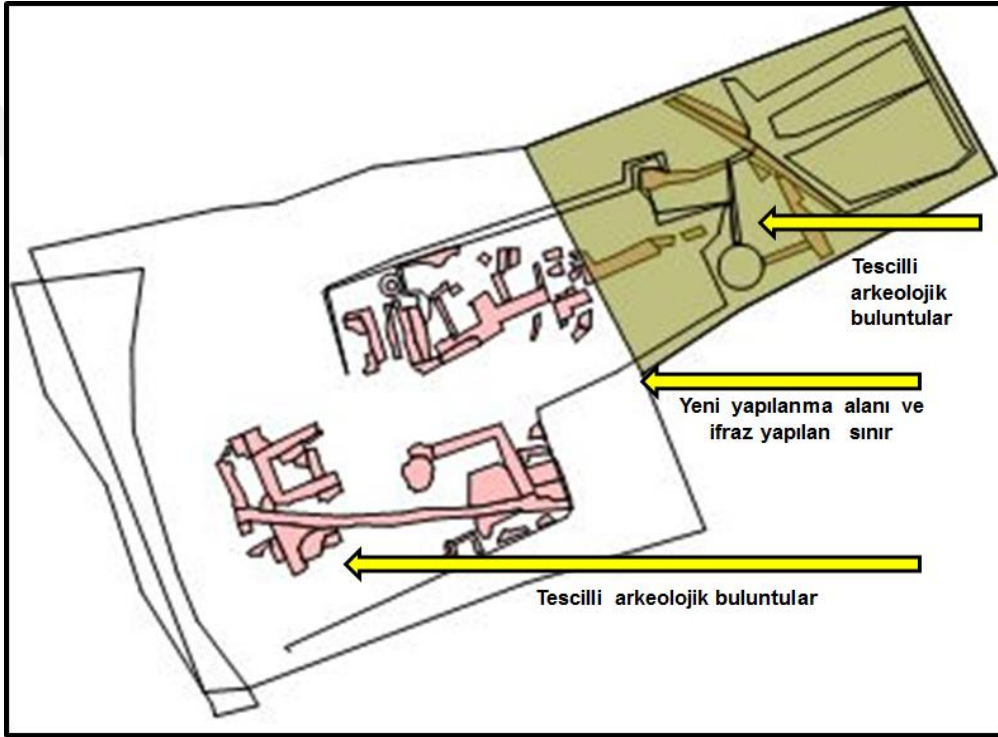 Tescilli
arkeolojik
buluntular
Yeni yapılanma alanı ve
ifraz yapılan sınır
Tescilli arkeolojik buluntular